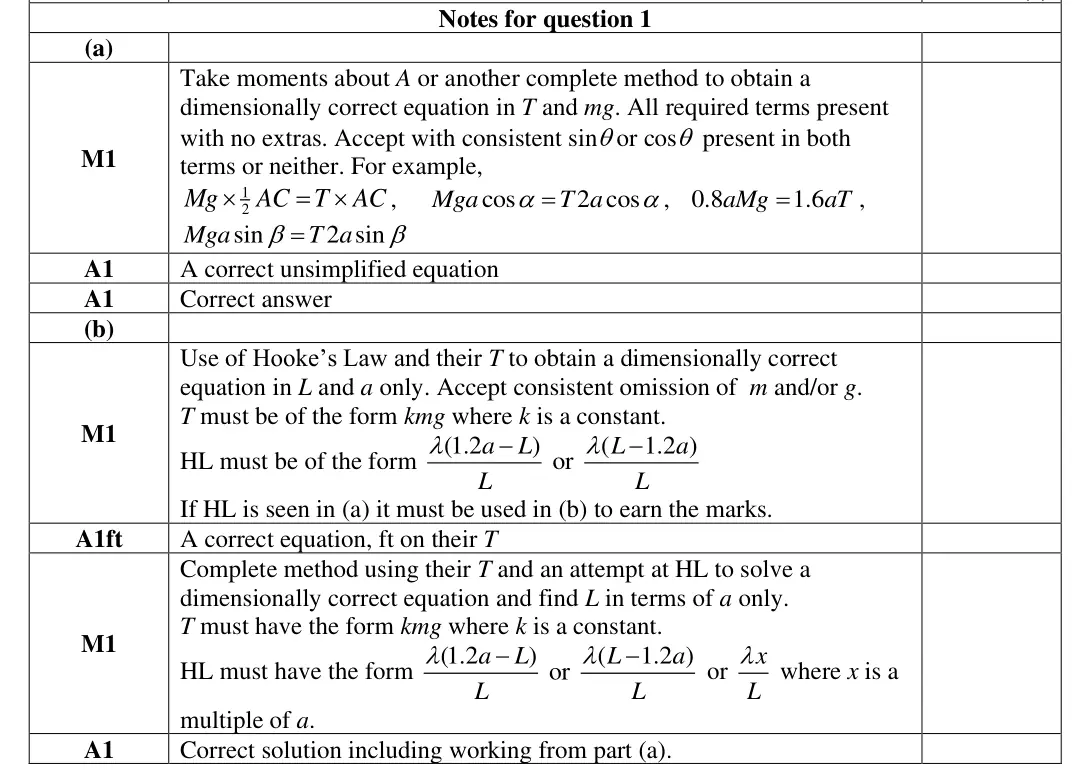 Notes for question 1
(a)
M1
Take moments about A or another complete method to obtain a
dimensionally correct equation in T and mg. All required terms present
with no extras. Accept with consistent sinθ or cosθ present in both
terms or neither. For example,
Mg × 1/2 AC = T × AC, Mga cos α = T2a cos α, 0.8aMg = 1.6aT,
Mga sin β = T2a sin β
A1 A correct unsimplified equation
A1 Correct answer
(b)
M1
Use of Hooke’s Law and their T to obtain a dimensionally correct
equation in L and a only. Accept consistent omission of m and/or g.
T must be of the form kmg where k is a constant.
HL must be of the form λ(1.2a − L)/L or λ(L − 1.2a)/L
If HL is seen in (a) it must be used in (b) to earn the marks.
A1ft A correct equation, ft on their T
M1
Complete method using their T and an attempt at HL to solve a
dimensionally correct equation and find L in terms of a only.
T must have the form kmg where k is a constant.
HL must have the form λ(1.2a − L)/L or λ(L − 1.2a)/L or λx/L where x is a
multiple of a.
A1 Correct solution including working from part (a).